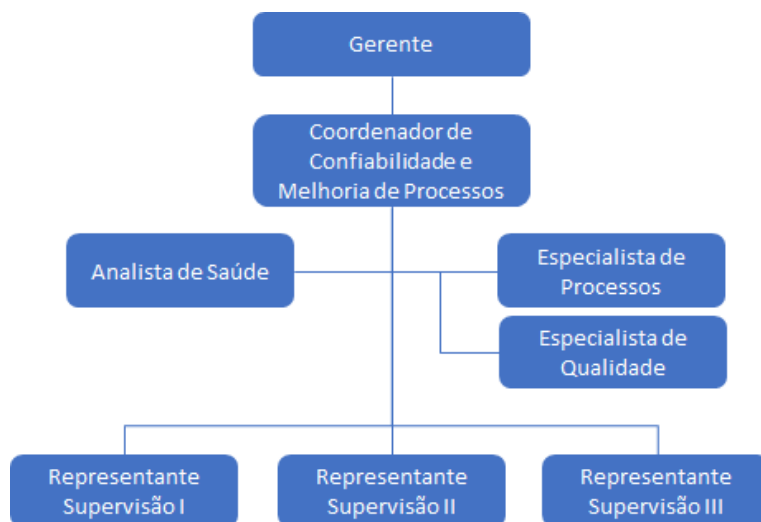 Gerente
Coordenador de
Confiabilidade e
Melhoria de Processos
Analista de Saúde
Especialista de
Processos
Especialista de
Qualidade
Representante
Supervisão I
Representante
Supervisão II
Representante
Supervisão III